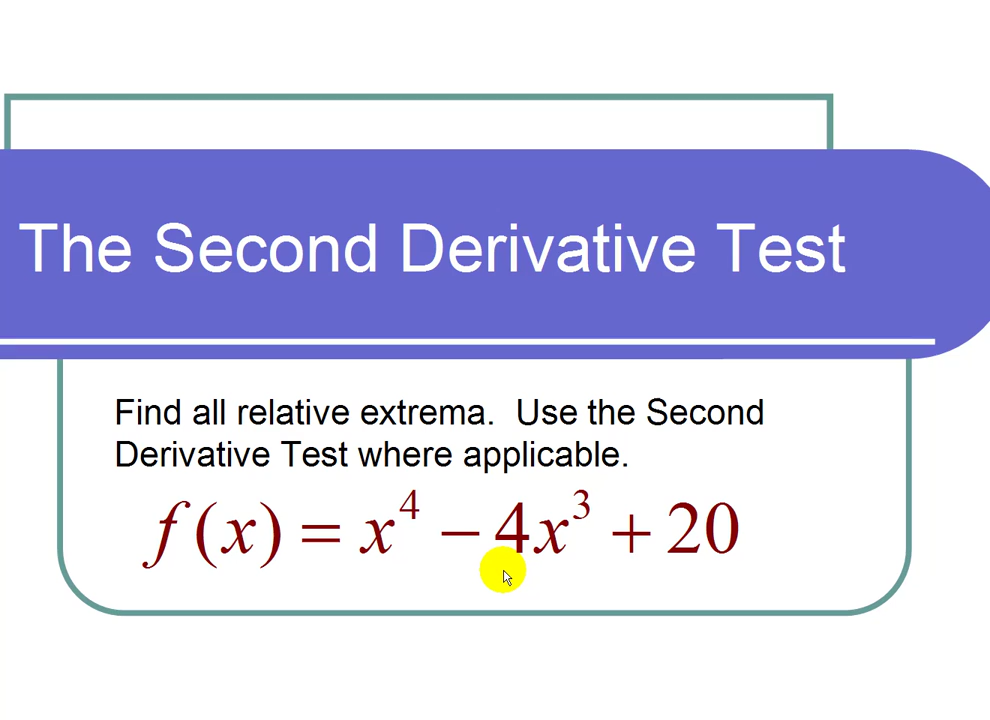 The Second Derivative Test
Find all relative extrema.  Use the Second
Derivative Test where applicable.
f(x) = x⁴ − 4x³ + 20